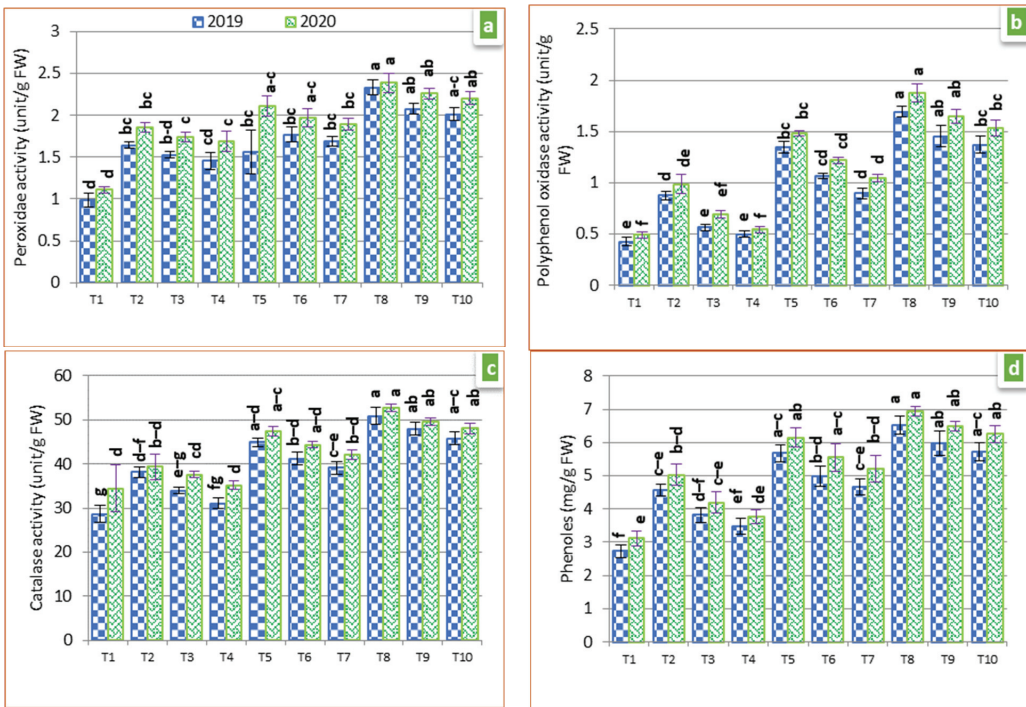 2019 2020
a
Peroxidae activity (unit/g FW)
3
2.5
2
1.5
1
0.5
0
d d bc bc b-d c cd c bc a-c bc a-c bc bc a a ab ab a-c ab
T1 T2 T3 T4 T5 T6 T7 T8 T9 T10
b
Polyphenol oxidase activity (unit/g
FW)
2.5
2
1.5
1
0.5
0
e f d de e ef e f bc bc cd cd d d a a ab ab bc bc
T1 T2 T3 T4 T5 T6 T7 T8 T9 T10
c
Catalase activity (unit/g FW)
60
50
40
30
20
10
0
g d d–f b–d e–g cd fg d a–d a–c b–d a–d c–e b–d a a ab ab a–c ab
T1 T2 T3 T4 T5 T6 T7 T8 T9 T10
d
Phenoles (mg/g FW)
8
7
6
5
4
3
2
1
0
f e c–e b–d d–f c–e ef de a–c ab b–d a–c c–e b–d a a ab ab a–c ab
T1 T2 T3 T4 T5 T6 T7 T8 T9 T10